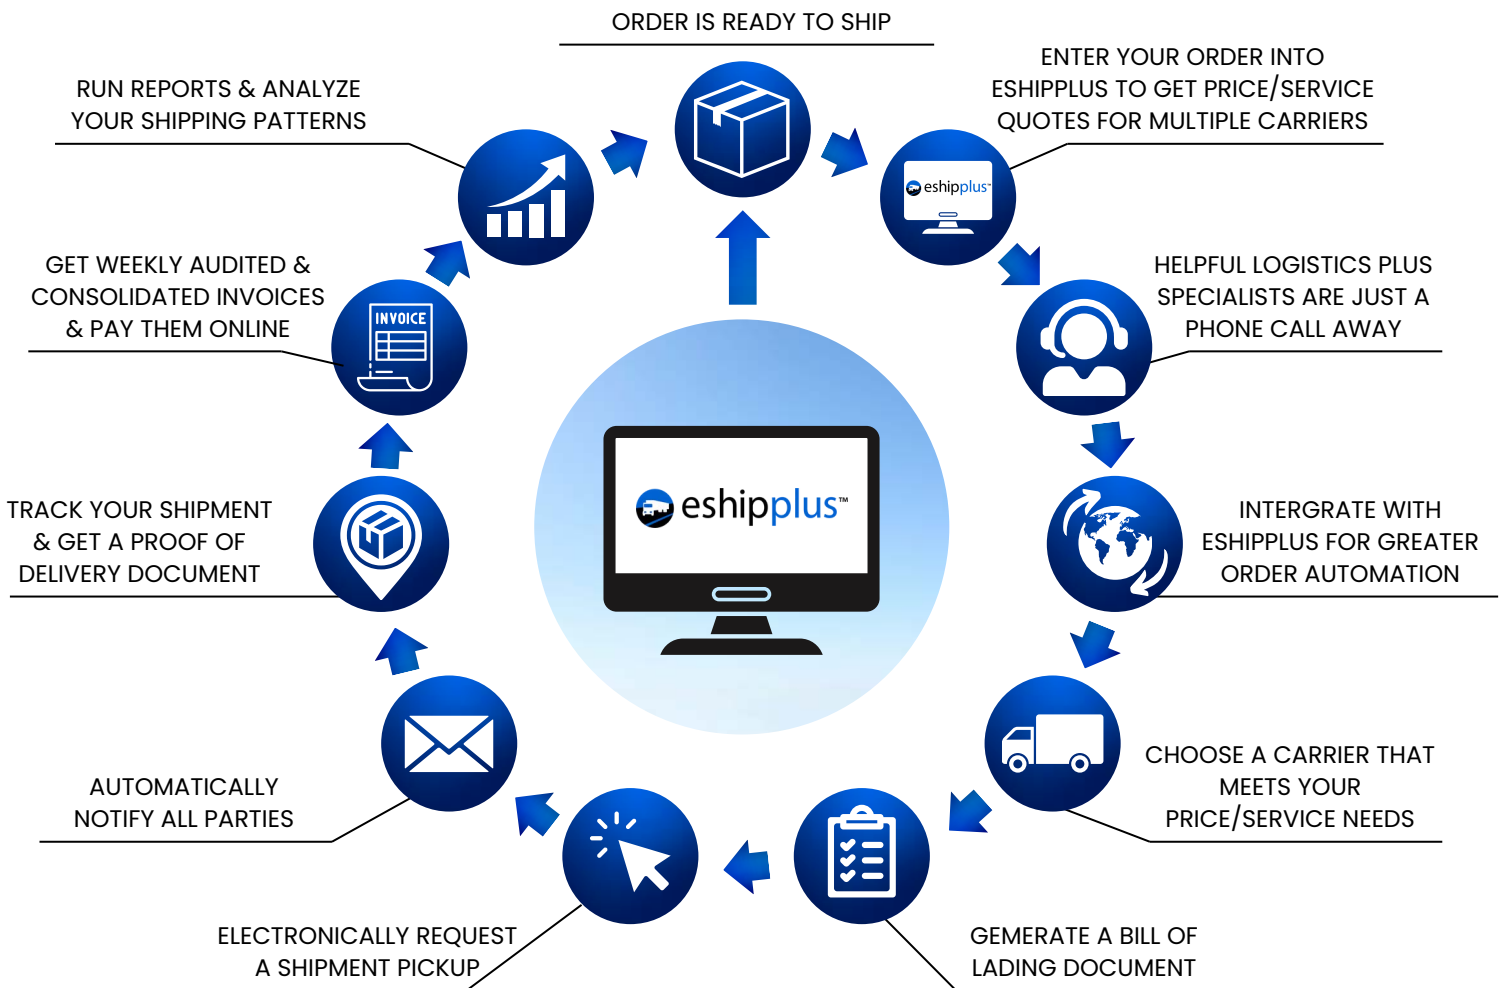 ORDER IS READY TO SHIP
ENTER YOUR ORDER INTO
ESHIPPLUS TO GET PRICE/SERVICE
QUOTES FOR MULTIPLE CARRIERS
eshipplus™
HELPFUL LOGISTICS PLUS
SPECIALISTS ARE JUST A
PHONE CALL AWAY
INTERGRATE WITH
ESHIPPLUS FOR GREATER
ORDER AUTOMATION
CHOOSE A CARRIER THAT
MEETS YOUR
PRICE/SERVICE NEEDS
GEMERATE A BILL OF
LADING DOCUMENT
ELECTRONICALLY REQUEST
A SHIPMENT PICKUP
AUTOMATICALLY
NOTIFY ALL PARTIES
TRACK YOUR SHIPMENT
& GET A PROOF OF
DELIVERY DOCUMENT
GET WEEKLY AUDITED &
CONSOLIDATED INVOICES
& PAY THEM ONLINE
INVOICE
RUN REPORTS & ANALYZE
YOUR SHIPPING PATTERNS
eshipplus™